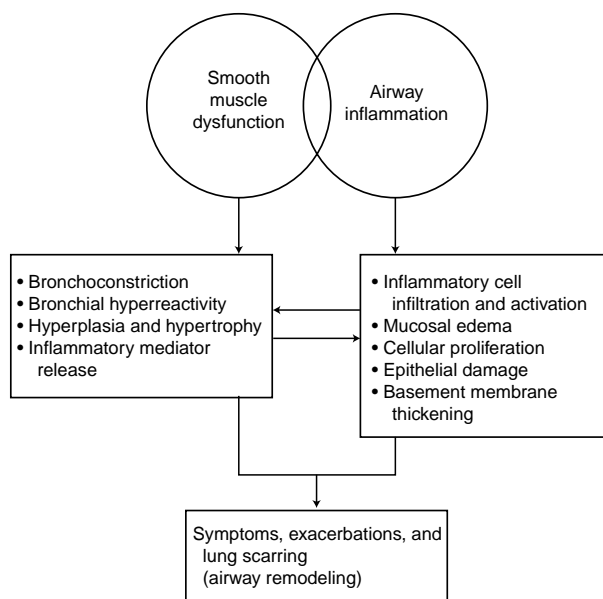 Smooth
muscle
dysfunction
Airway
inflammation
• Bronchoconstriction
• Bronchial hyperreactivity
• Hyperplasia and hypertrophy
• Inflammatory mediator
release
• Inflammatory cell
infiltration and activation
• Mucosal edema
• Cellular proliferation
• Epithelial damage
• Basement membrane
thickening
Symptoms, exacerbations, and
lung scarring
(airway remodeling)